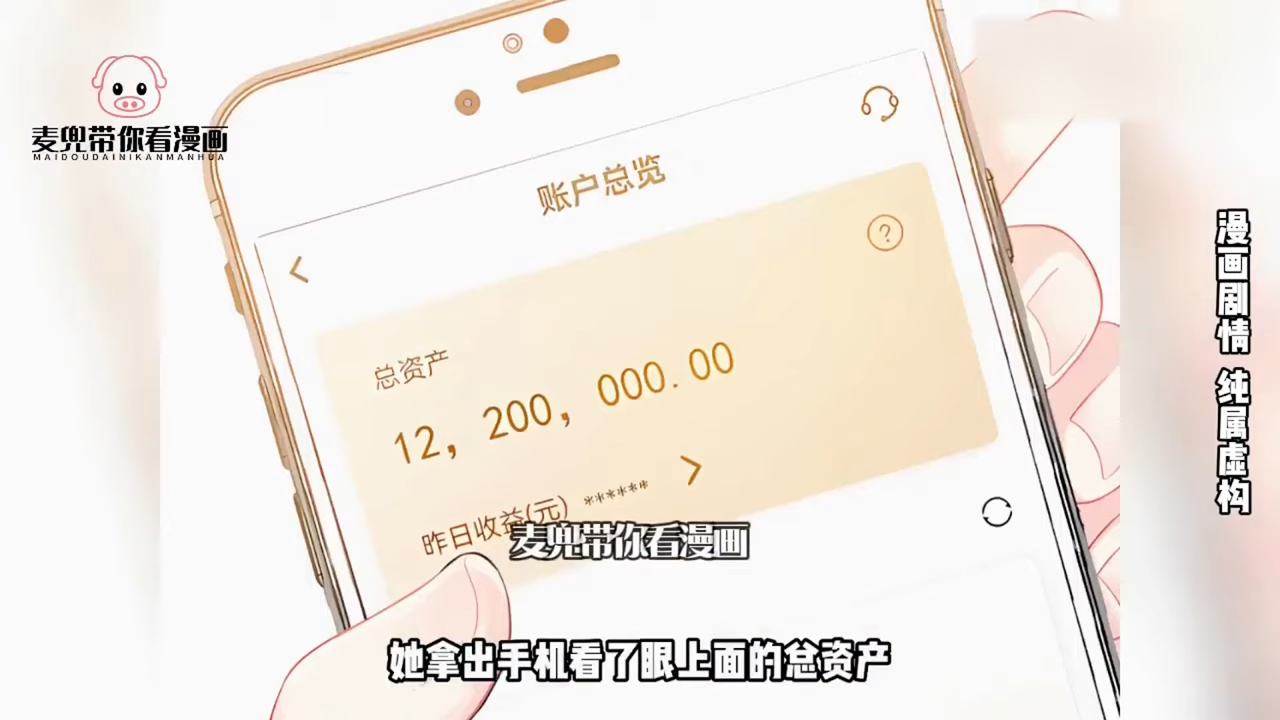 麦兜带你看漫画
MAIDOUDAINIKANMANHUA
账户总览
?
总资产
12,200,000.00
昨日收益(元) ******
麦兜带你看漫画
她拿出手机看了眼上面的总资产
漫画剧情 纯属虚构